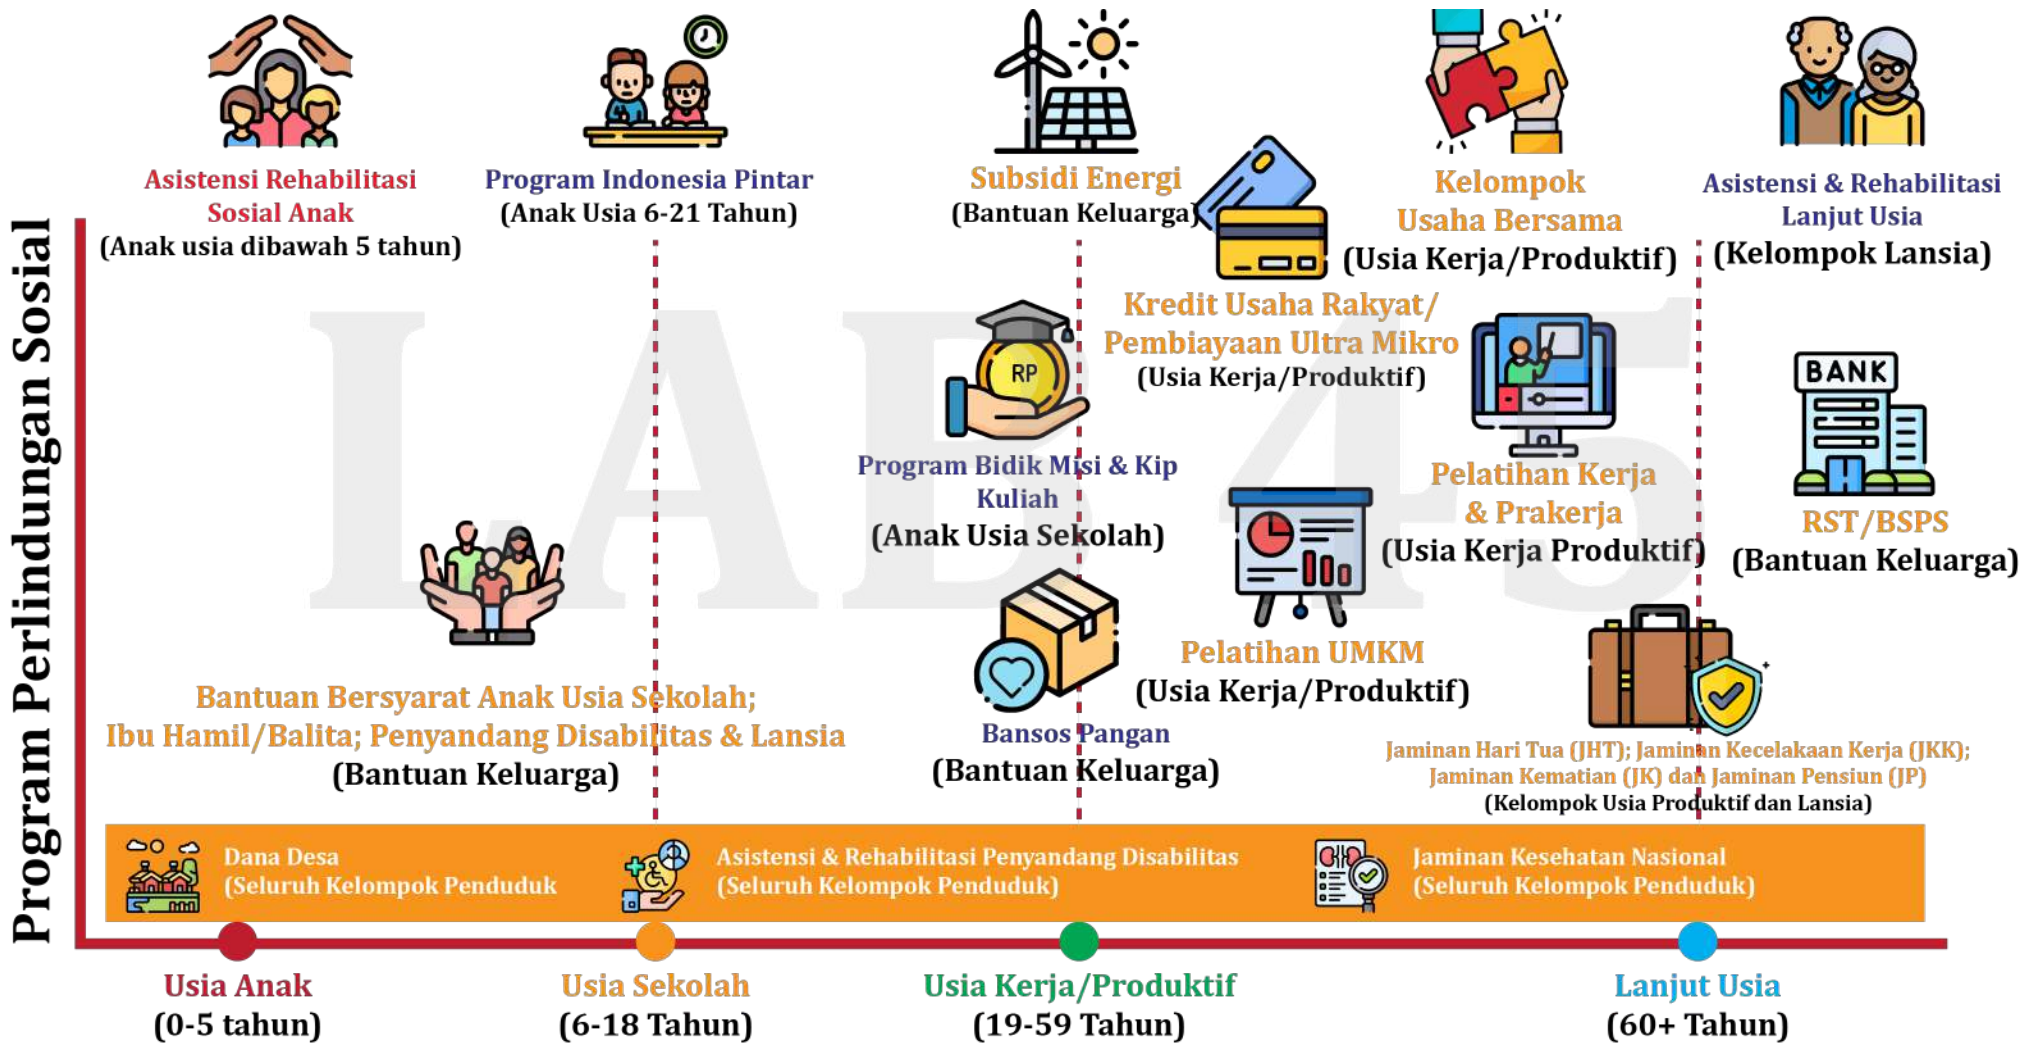 Program Perlindungan Sosial
Asistensi Rehabilitasi
Sosial Anak
(Anak usia dibawah 5 tahun)
Program Indonesia Pintar
(Anak Usia 6-21 Tahun)
Subsidi Energi
(Bantuan Keluarga)
Kelompok
Usaha Bersama
(Usia Kerja/Produktif)
Asistensi & Rehabilitasi
Lanjut Usia
(Kelompok Lansia)
Kredit Usaha Rakyat/
Pembiayaan Ultra Mikro
(Usia Kerja/Produktif)
RP
Program Bidik Misi & Kip
Kuliah
(Anak Usia Sekolah)
Pelatihan Kerja
& Prakerja
(Usia Kerja Produktif)
BANK
RST/BSPS
(Bantuan Keluarga)
LAB 45
Bantuan Bersyarat Anak Usia Sekolah;
Ibu Hamil/Balita; Penyandang Disabilitas & Lansia
(Bantuan Keluarga)
Bansos Pangan
(Bantuan Keluarga)
Pelatihan UMKM
(Usia Kerja/Produktif)
Jaminan Hari Tua (JHT); Jaminan Kecelakaan Kerja (JKK);
Jaminan Kematian (JK) dan Jaminan Pensiun (JP)
(Kelompok Usia Produktif dan Lansia)
Dana Desa
(Seluruh Kelompok Penduduk
Asistensi & Rehabilitasi Penyandang Disabilitas
(Seluruh Kelompok Penduduk)
Jaminan Kesehatan Nasional
(Seluruh Kelompok Penduduk)
Usia Anak
(0-5 tahun)
Usia Sekolah
(6-18 Tahun)
Usia Kerja/Produktif
(19-59 Tahun)
Lanjut Usia
(60+ Tahun)